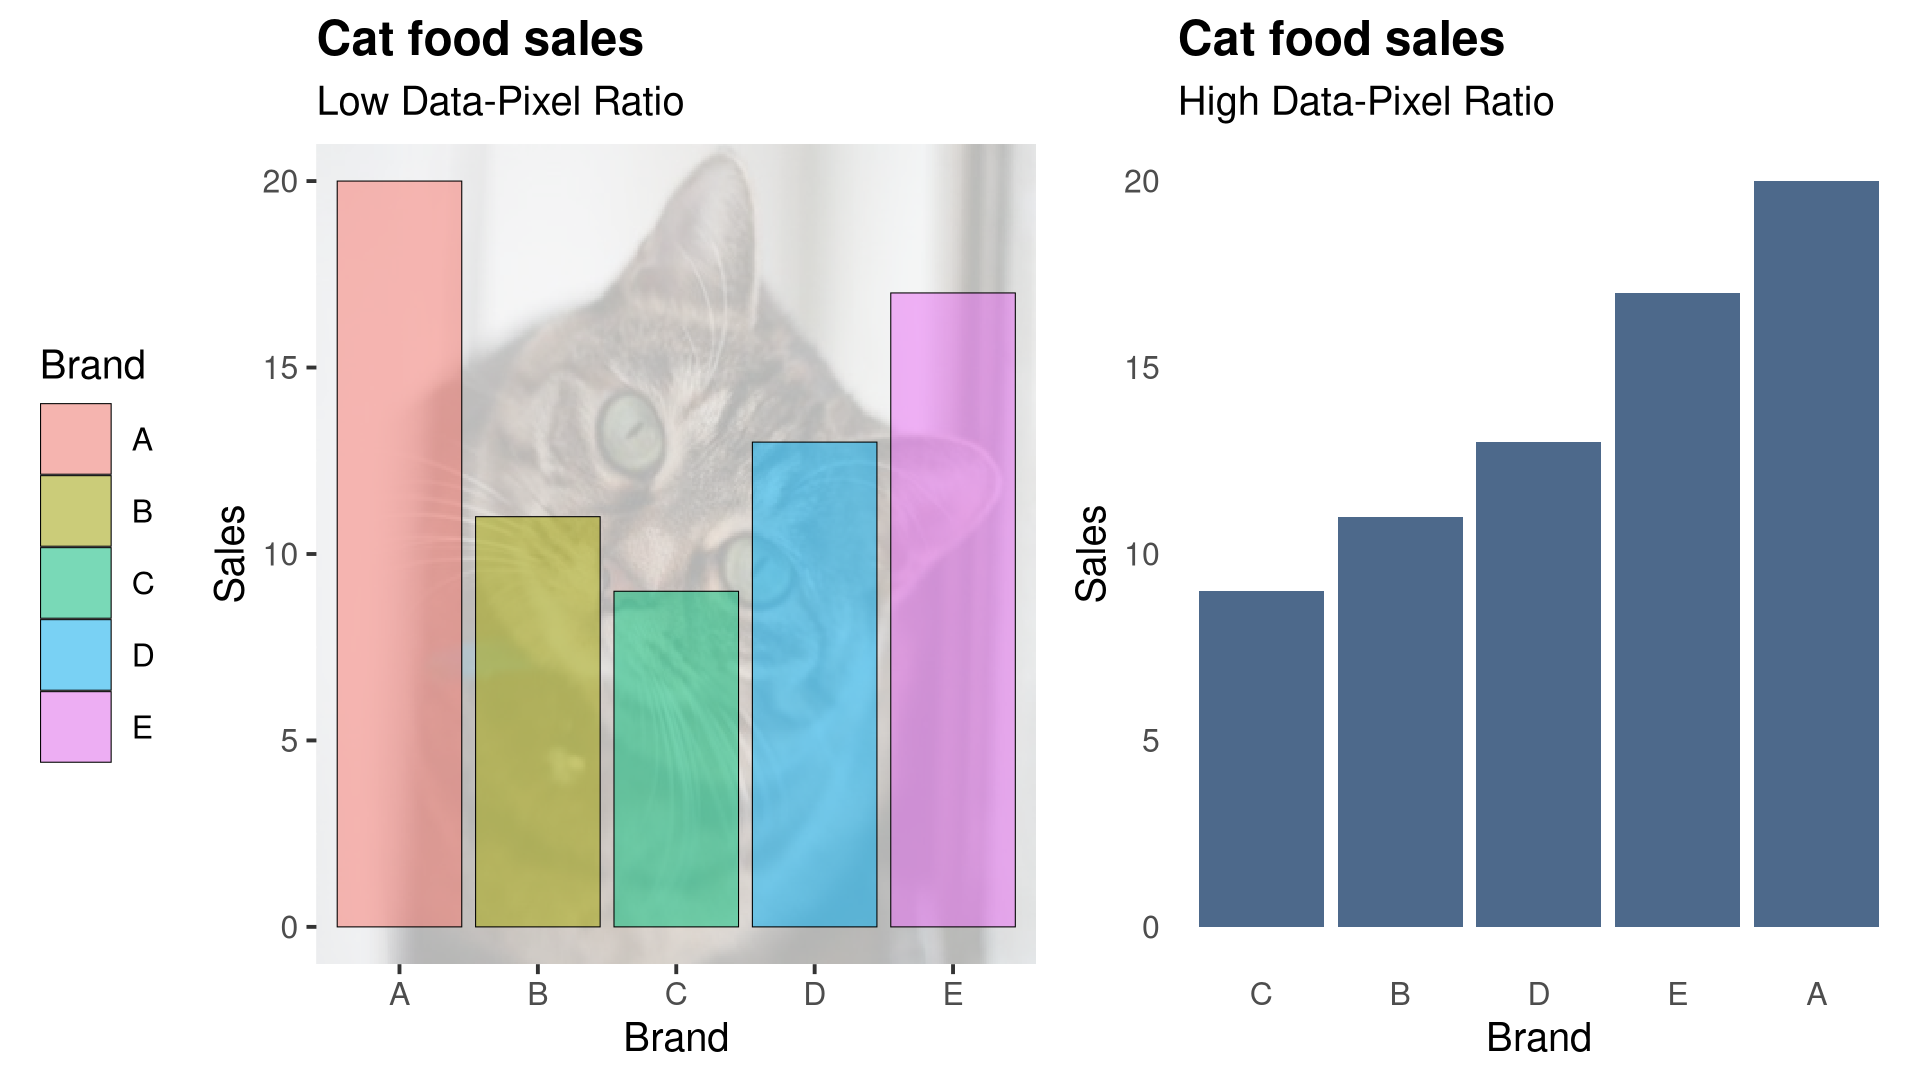 Cat food sales
Low Data-Pixel Ratio
Brand
A
B
C
D
E
Sales
20
15
10
5
0
A B C D E
Brand
Cat food sales
High Data-Pixel Ratio
Sales
20
15
10
5
0
C B D E A
Brand